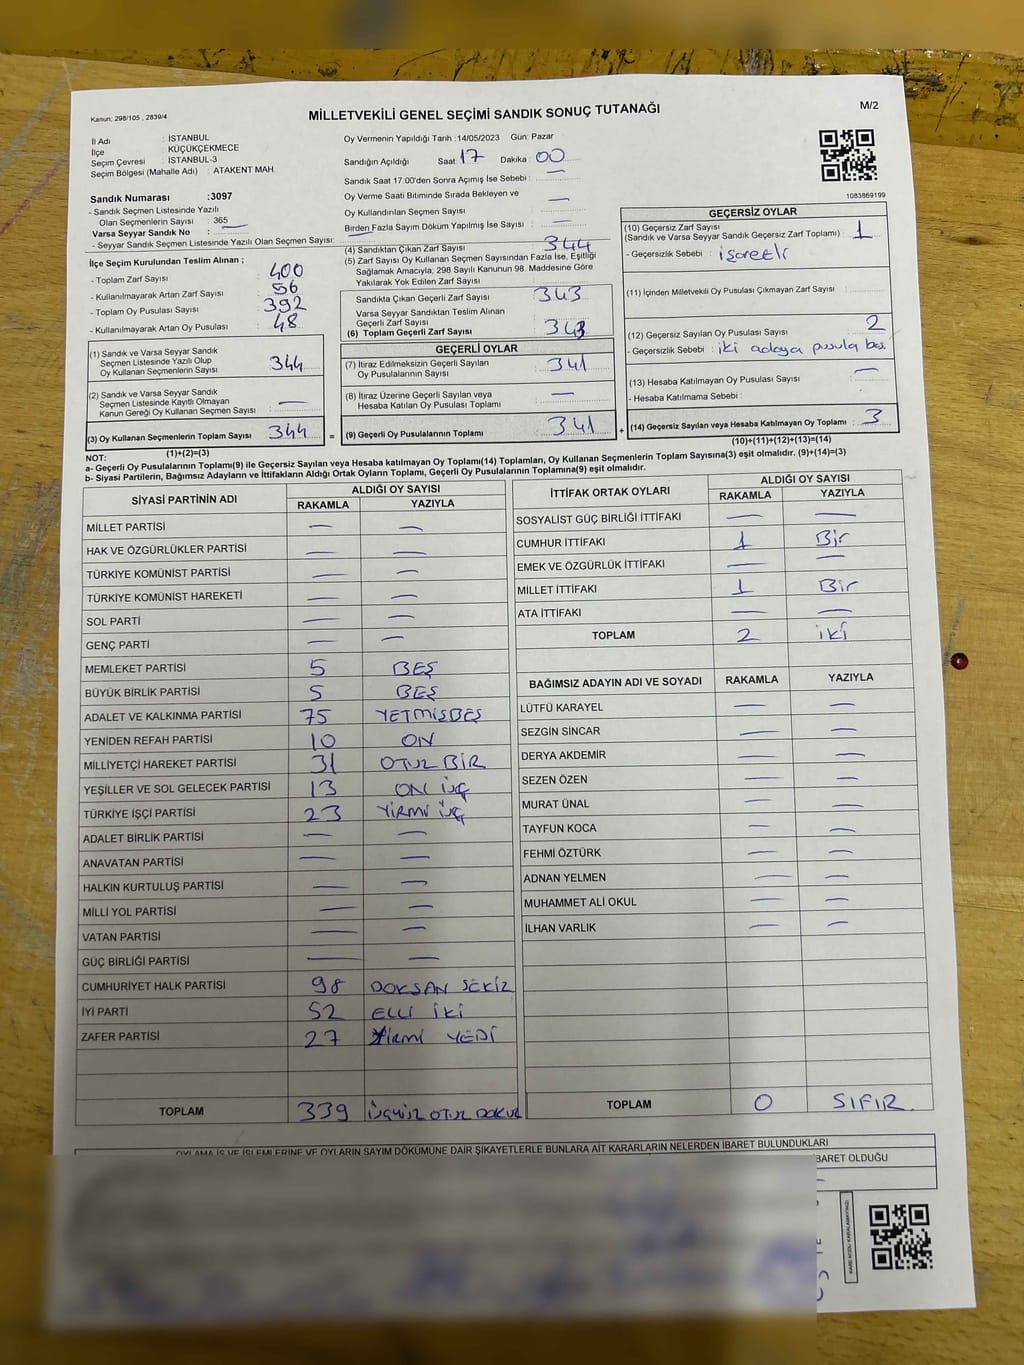 Kanun: 298/105 , 2839/4
MİLLETVEKİLİ GENEL SEÇİMİ SANDIK SONUÇ TUTANAĞI
M/2
İl Adı : İSTANBUL
İlçe : KÜÇÜKÇEKMECE
Seçim Çevresi : İSTANBUL-3
Seçim Bölgesi (Mahalle Adı) : ATAKENT MAH
Sandık Numarası :3097
- Sandık Seçmen Listesinde Yazılı
Olan Seçmenlerin Sayısı : 365
Varsa Seyyar Sandık No :
- Seyyar Sandık Seçmen Listesinde Yazılı Olan Seçmen Sayısı:
Oy Vermenin Yapıldığı Tarih :14/05/2023 Gün: Pazar
Sandığın Açıldığı Saat: 17 Dakika : 00
Sandık Saat 17:00'den Sonra Açımış İse Sebebi : —
Oy Verme Saati Bitiminde Sırada Bekleyen ve
Oy Kullandırılan Seçmen Sayısı : —
Birden Fazla Sayım Döküm Yapılmış İse Sayısı : —
1083869199
İlçe Seçim Kurulundan Teslim Alınan ;
- Toplam Zarf Sayısı : 400
- Kullanılmayarak Artan Zarf Sayısı : 56
- Toplam Oy Pusulası Sayısı : 392
- Kullanılmayarak Artan Oy Pusulası : 48
(1) Sandık ve Varsa Seyyar Sandık
Seçmen Listesinde Yazılı Olup
Oy Kullanan Seçmenlerin Sayısı : 344
(2) Sandık ve Varsa Seyyar Sandık
Seçmen Listesinde Kayıtlı Olmayan
Kanun Gereği Oy Kullanan Seçmen Sayısı : —
(3) Oy Kullanan Seçmenlerin Toplam Sayısı : 344 =
(1)+(2)=(3)
(4) Sandıktan Çıkan Zarf Sayısı : 344
(5) Zarf Sayısı Oy Kullanan Seçmen Sayısından Fazla İse, Eşitliği
Sağlamak Amacıyla; 298 Sayılı Kanunun 98. Maddesine Göre
Yakılarak Yok Edilen Zarf Sayısı :
Sandıkta Çıkan Geçerli Zarf Sayısı : 343
Varsa Seyyar Sandıktan Teslim Alınan
Geçerli Zarf Sayısı :
(6) Toplam Geçerli Zarf Sayısı : 343
GEÇERLİ OYLAR
(7) İtiraz Edilmeksizin Geçerli Sayılan
Oy Pusulalarının Sayısı : 341
(8) İtiraz Üzerine Geçerli Sayılan veya
Hesaba Katılan Oy Pusulaları Toplamı : —
(9) Geçerli Oy Pusulalarının Toplamı : 341 +
GEÇERSİZ OYLAR
(10) Geçersiz Zarf Sayısı
(Sandık ve Varsa Seyyar Sandık Geçersiz Zarf Toplamı) : 1
- Geçersizlik Sebebi : işaretlr
(11) İçinden Milletvekili Oy Pusulası Çıkmayan Zarf Sayısı :
(12) Geçersiz Sayılan Oy Pusulası Sayısı : 2
- Geçersizlik Sebebi : iki adaya pusula
(13) Hesaba Katılmayan Oy Pusulası Sayısı : —
- Hesaba Katılmama Sebebi :
(14) Geçersiz Sayılan veya Hesaba Katılmayan Oy Toplamı : 3
(10)+(11)+(12)+(13)=(14)
NOT:
a- Geçerli Oy Pusulalarının Toplamı(9) ile Geçersiz Sayılan veya Hesaba katılmayan Oy Toplamı(14) Toplamları, Oy Kullanan Seçmenlerin Toplam Sayısına(3) eşit olmalıdır. (9)+(14)=(3)
b- Siyasi Partilerin, Bağımsız Adayların ve İttifakların Aldığı Ortak Oyların Toplamı, Geçerli Oy Pusulalarının Toplamına(9) eşit olmalıdır.
SİYASİ PARTİNİN ADI ALDIĞI OY SAYISI
RAKAMLA YAZIYLA
MİLLET PARTİSİ — —
HAK VE ÖZGÜRLÜKLER PARTİSİ — —
TÜRKİYE KOMÜNİST PARTİSİ — —
TÜRKİYE KOMÜNİST HAREKETİ — —
SOL PARTİ — —
GENÇ PARTİ — —
MEMLEKET PARTİSİ 5 BEŞ
BÜYÜK BİRLİK PARTİSİ 5 BEŞ
ADALET VE KALKINMA PARTİSİ 75 YETMİŞBEŞ
YENİDEN REFAH PARTİSİ 10 ON
MİLLİYETÇİ HAREKET PARTİSİ 31 OTUZ BİR
YEŞİLLER VE SOL GELECEK PARTİSİ 13 ON ÜÇ
TÜRKİYE İŞÇİ PARTİSİ 23 YİRMİ ÜÇ
ADALET BİRLİK PARTİSİ — —
ANAVATAN PARTİSİ — —
HALKIN KURTULUŞ PARTİSİ — —
MİLLİ YOL PARTİSİ — —
VATAN PARTİSİ — —
GÜÇ BİRLİĞİ PARTİSİ — —
CUMHURİYET HALK PARTİSİ 98 DOKSAN SEKİZ
İYİ PARTİ 52 ELLİ İKİ
ZAFER PARTİSİ 27 YİRMİ YEDİ
TOPLAM 339 ÜÇYÜZ OTUZ DOKUZ
İTTİFAK ORTAK OYLARI ALDIĞI OY SAYISI
RAKAMLA YAZIYLA
SOSYALİST GÜÇ BİRLİĞİ İTTİFAKI — —
CUMHUR İTTİFAKI 1 Bir
EMEK VE ÖZGÜRLÜK İTTİFAKI — —
MİLLET İTTİFAKI 1 Bir
ATA İTTİFAKI — —
TOPLAM 2 iki
BAĞIMSIZ ADAYIN ADI VE SOYADI RAKAMLA YAZIYLA
LÜTFÜ KARAYEL — —
SEZGİN SİNCAR — —
DERYA AKDEMİR — —
SEZEN ÖZEN — —
MURAT ÜNAL — —
TAYFUN KOCA — —
FEHMİ ÖZTÜRK — —
ADNAN YELMEN — —
MUHAMMET ALİ OKUL — —
İLHAN VARLIK — —
TOPLAM 0 SIFIR
OYLAMA İŞ VE İŞLEMLERİNE VE OYLARIN SAYIM DÖKÜMÜNE DAİR ŞİKAYETLERLE BUNLARA AİT KARARLARIN NELERDEN İBARET BULUNDUKLARI
BARET OLDUĞU